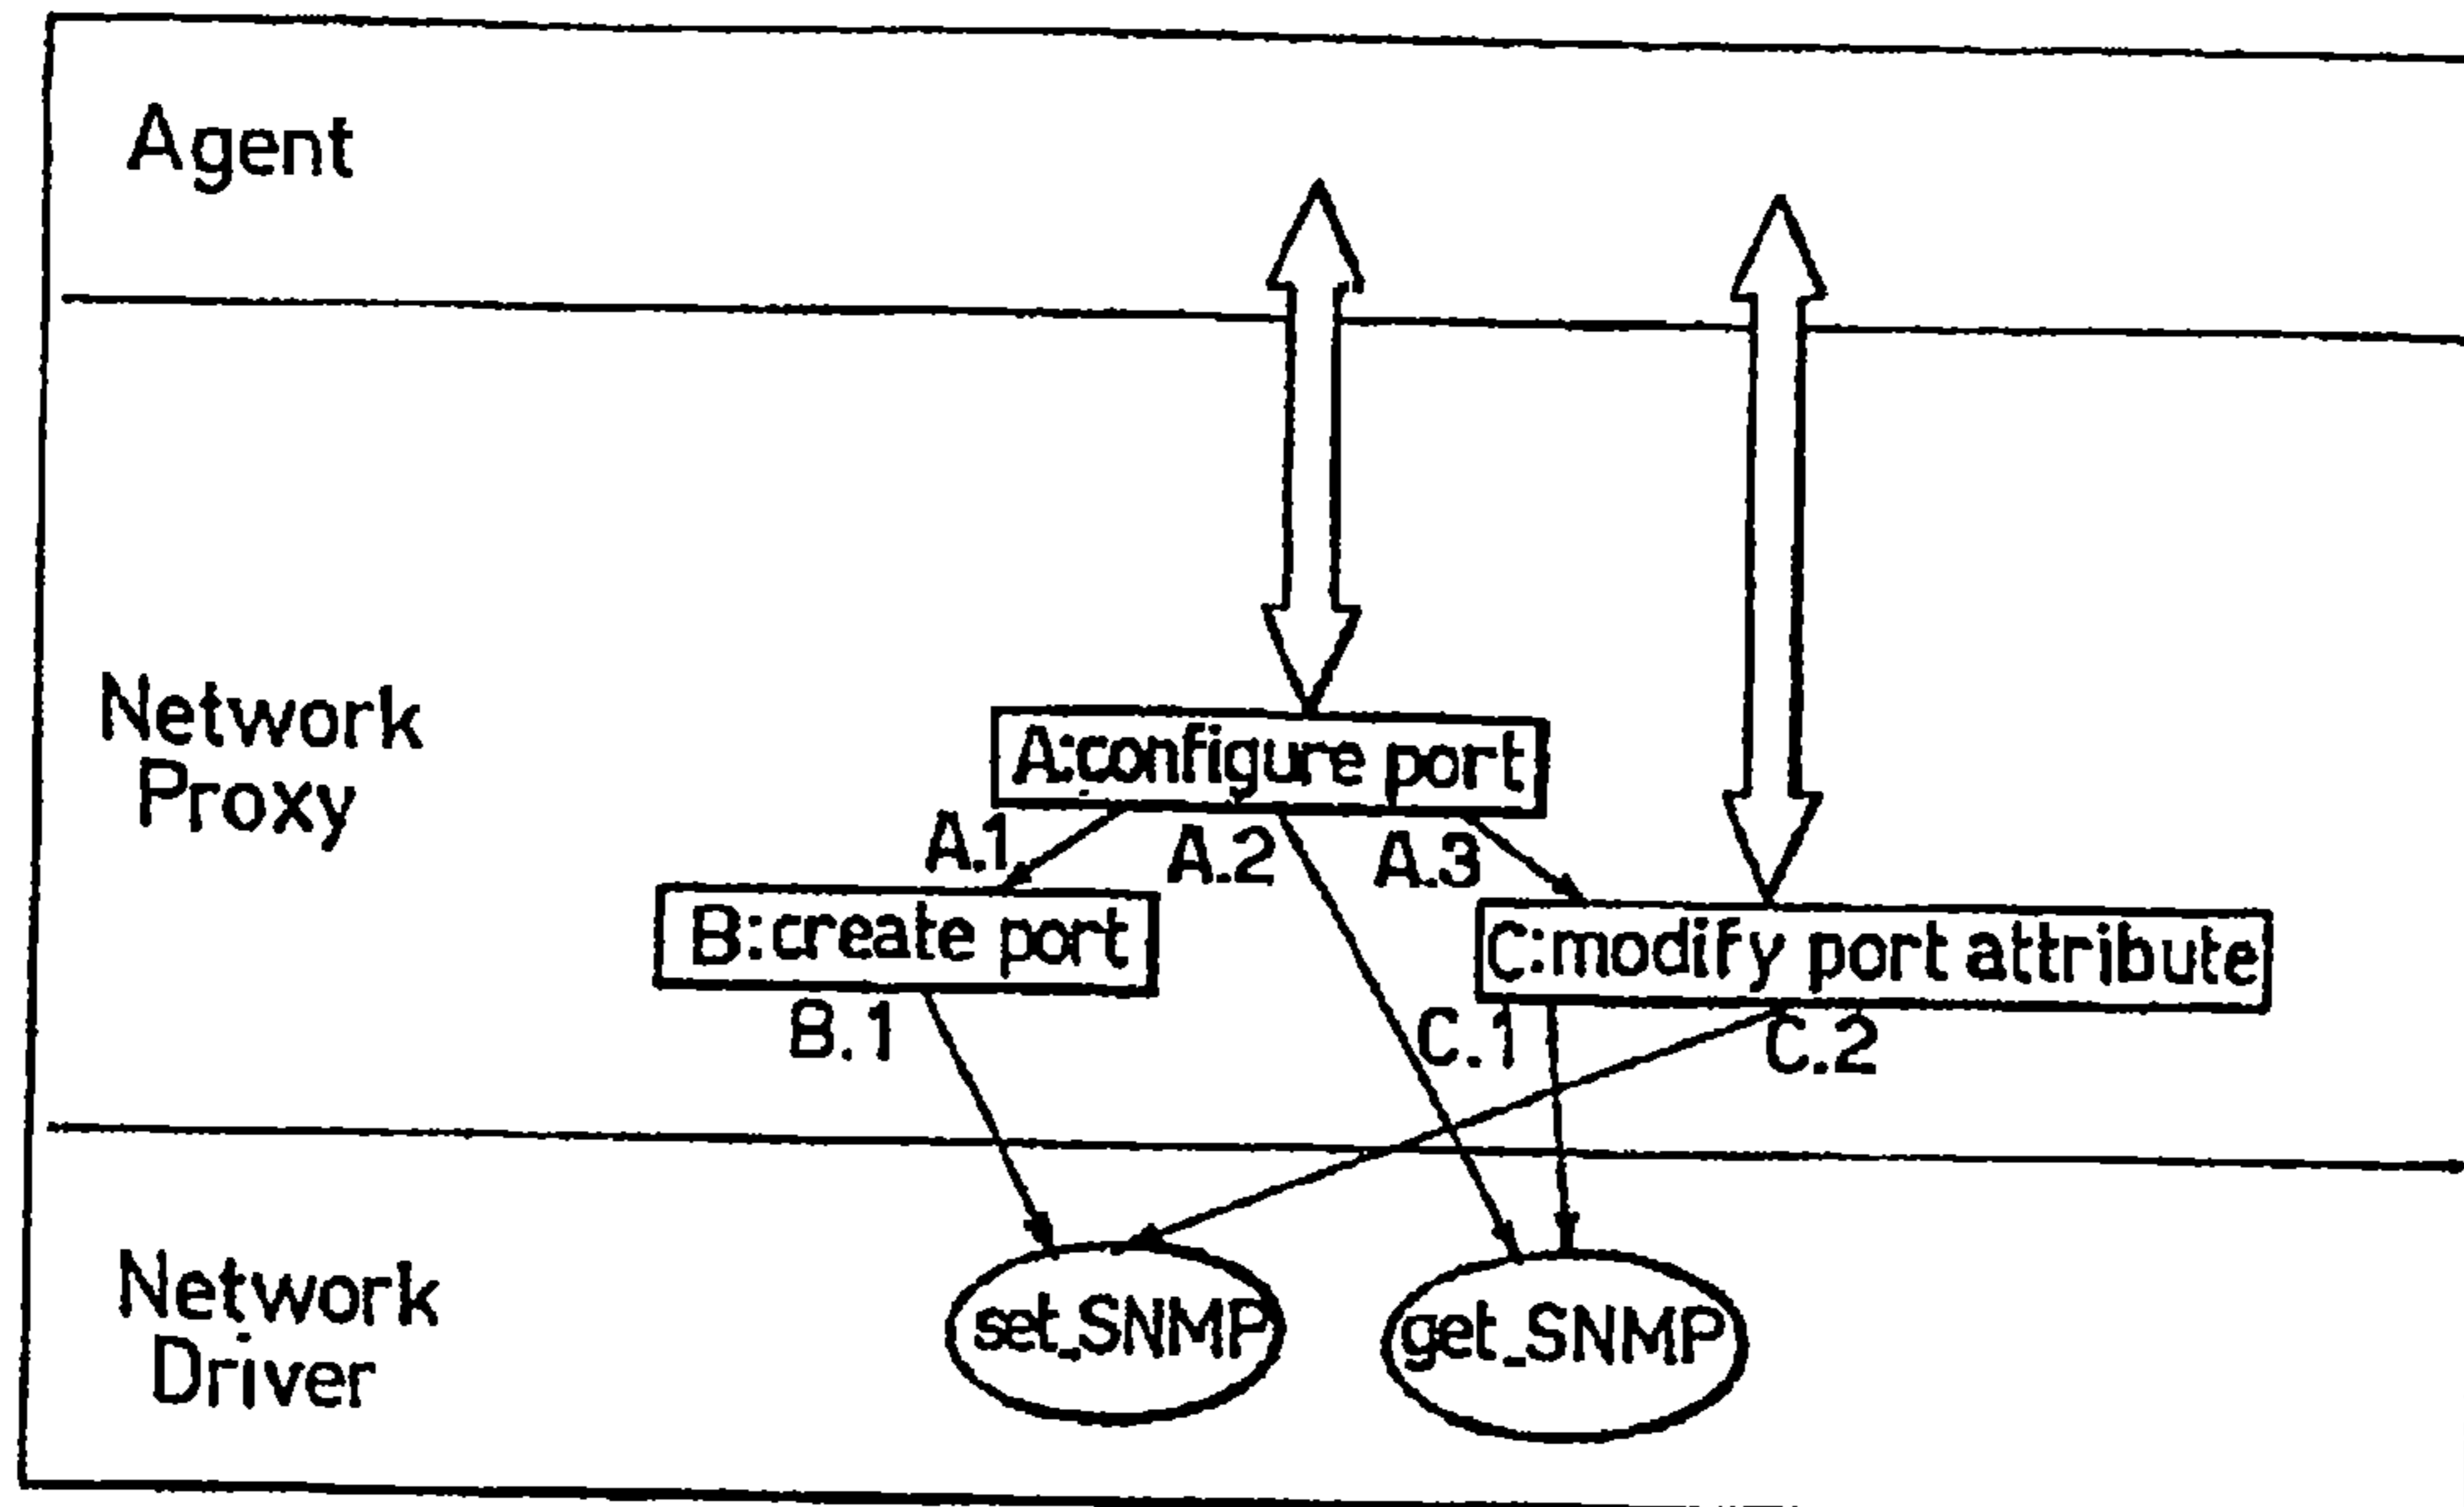 Agent
Network
Proxy
A:configure port
A.1
A.2
A.3
B:create port
C:modify port attribute
B.1
C.1
C.2
Network
Driver
set_SNMP
get_SNMP